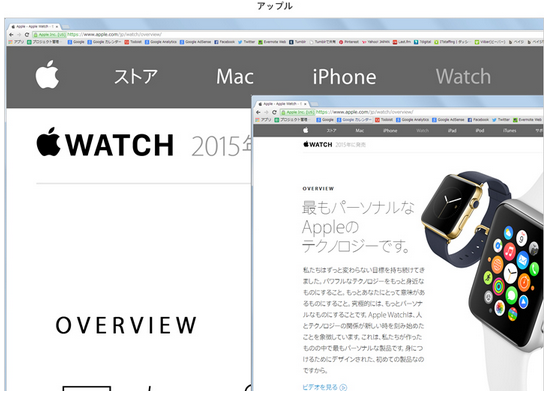 アップル
Apple - Apple Watch -
Apple Inc. [US] https://www.apple.com/jp/watch/overview/
ストア Mac iPhone Watch
WATCH 2015年
OVERVIEW
Apple - Apple Watch -
Apple Inc. [US] https://www.apple.com/jp/watch/overview/
ストア Mac iPhone Watch iPad iPod iTunes
WATCH 2015年に発売
OVERVIEW
最もパーソナルな
Appleの
テクノロジーです。
私たちはずっと変わらない目標を持ち続けてき
ました。パワフルなテクノロジーをもっと身近な
ものにすること。もっとあなたにとって意味があ
るものにすること。究極的には、もっとパーソナ
ルなものにすることです。Apple Watchは、人
とテクノロジーの関係が新しい時を刻み始めた
ことを象徴しています。これは、私たちが作った
ものの中で最もパーソナルな製品です。身につ
けるためにデザインされた、初めての製品なの
ですから。
ビデオを見る